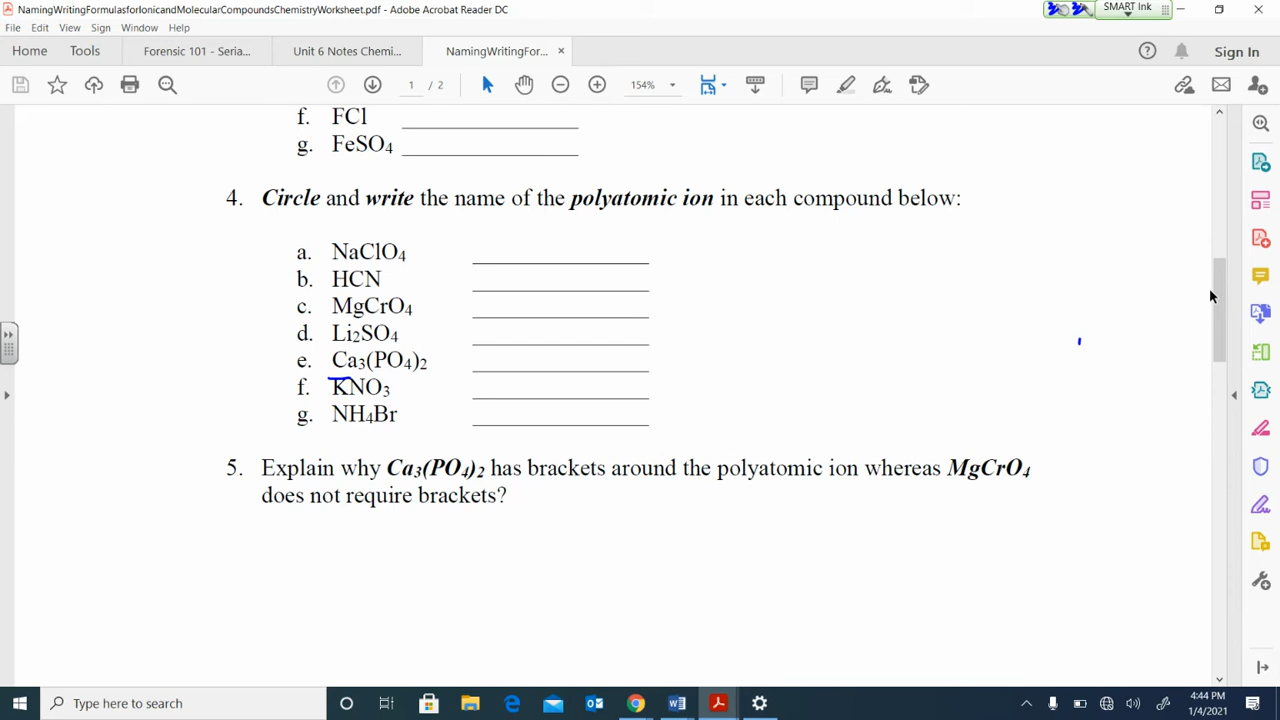 NamingWritingFormulasforIonicandMolecularCompoundsChemistryWorksheet.pdf - Adobe Acrobat Reader DC
SMART Ink
File Edit View Sign Window Help
Home Tools Forensic 101 - Seria... Unit 6 Notes Chemi... NamingWritingFor... × Sign In
1 / 2 154%
f. FCl
g. FeSO4
4. Circle and write the name of the polyatomic ion in each compound below:
a. NaClO4
b. HCN
c. MgCrO4
d. Li2SO4
e. Ca3(PO4)2
f. KNO3
g. NH4Br
5. Explain why Ca3(PO4)2 has brackets around the polyatomic ion whereas MgCrO4
does not require brackets?
Type here to search
4:44 PM
1/4/2021